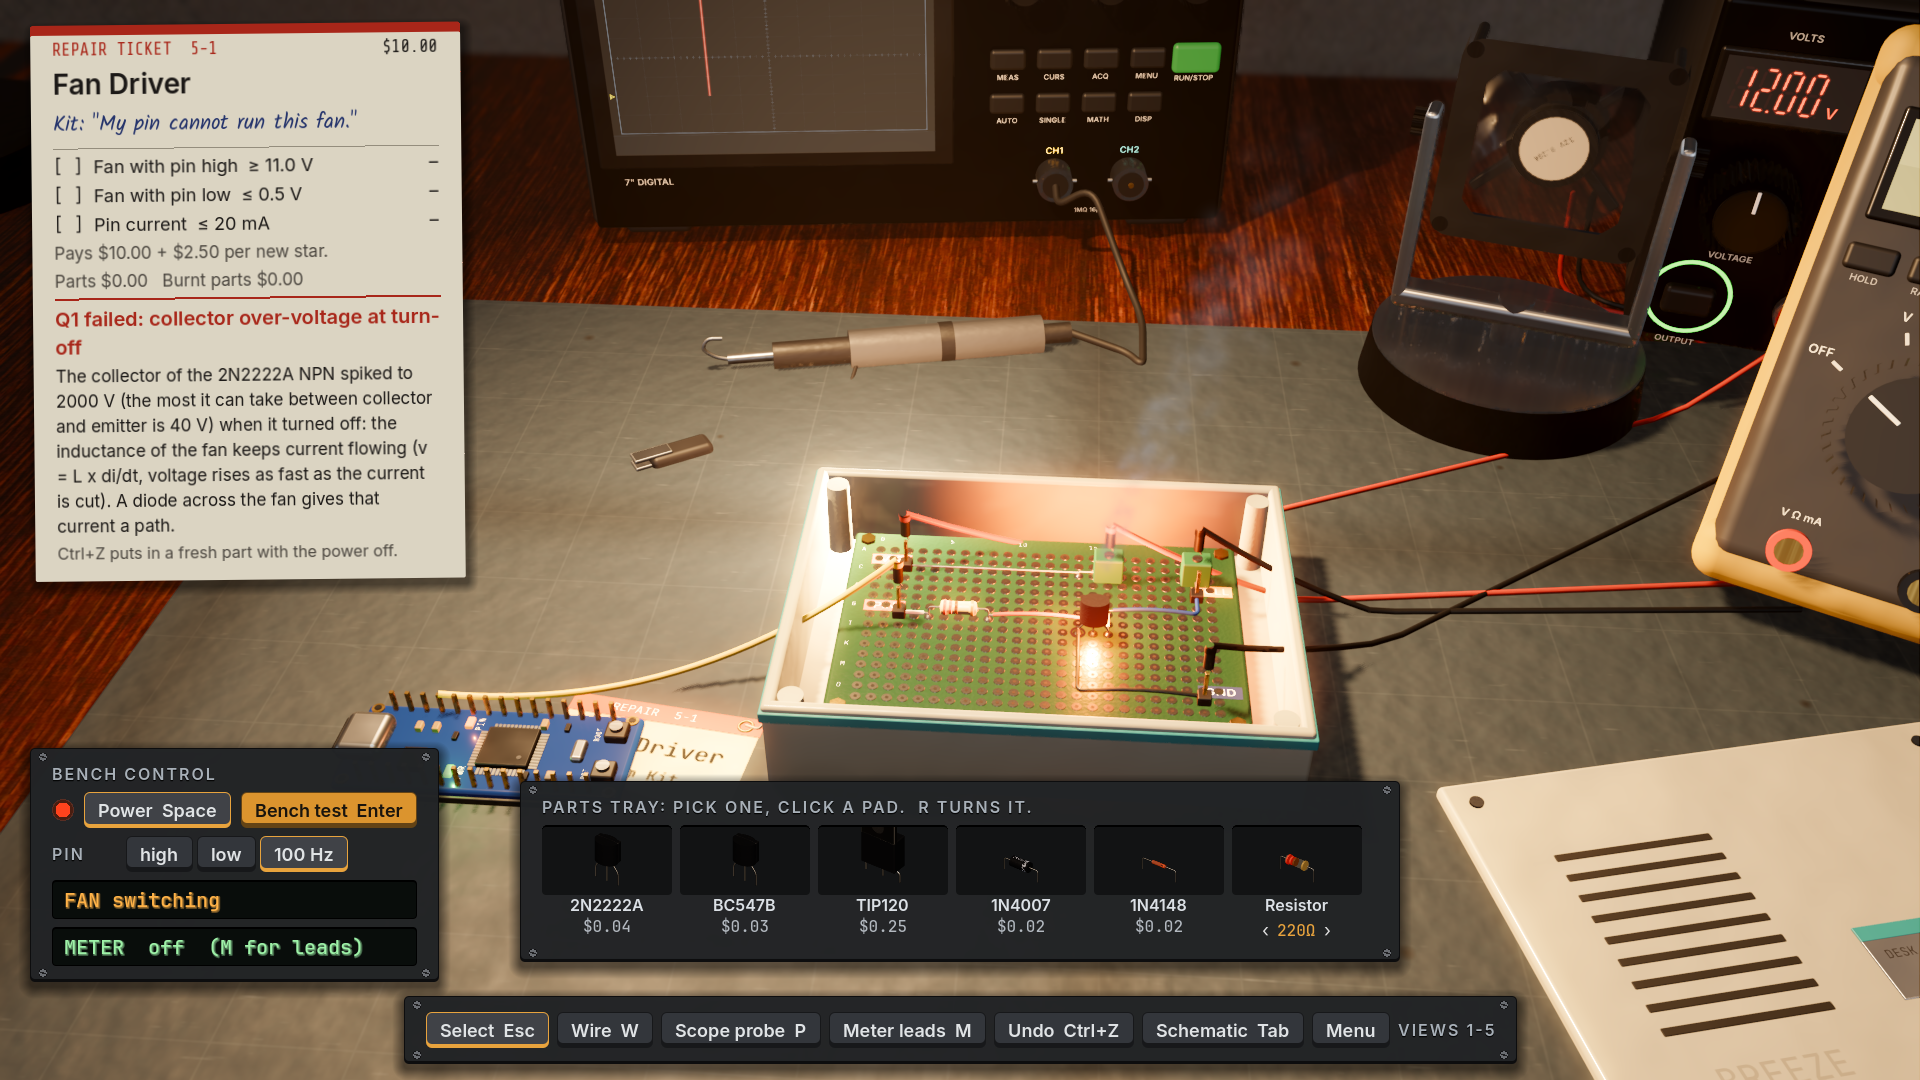 REPAIR TICKET 5-1
$10.00
Fan Driver
Kit: "My pin cannot run this fan."
[ ] Fan with pin high ≥ 11.0 V –
[ ] Fan with pin low ≤ 0.5 V –
[ ] Pin current ≤ 20 mA –
Pays $10.00 + $2.50 per new star.
Parts $0.00 Burnt parts $0.00
Q1 failed: collector over-voltage at turn-
off
The collector of the 2N2222A NPN spiked to
2000 V (the most it can take between collector
and emitter is 40 V) when it turned off: the
inductance of the fan keeps current flowing (v
= L x di/dt, voltage rises as fast as the current
is cut). A diode across the fan gives that
current a path.
Ctrl+Z puts in a fresh part with the power off.
MEAS CURS ACQ MENU RUN/STOP
AUTO SINGLE MATH DISP
CH1 CH2
7" DIGITAL
VOLTS
12.00 V
VOLTAGE
OUTPUT
HOLD
V
OFF
V Ω mA
REPAIR 5-1
Driver
Kit
BENCH CONTROL
Power Space
Bench test Enter
PIN
high
low
100 Hz
FAN switching
METER off (M for leads)
PARTS TRAY: PICK ONE, CLICK A PAD. R TURNS IT.
2N2222A
$0.04
BC547B
$0.03
TIP120
$0.25
1N4007
$0.02
1N4148
$0.02
Resistor
‹ 220Ω ›
Select Esc
Wire W
Scope probe P
Meter leads M
Undo Ctrl+Z
Schematic Tab
Menu
VIEWS 1-5
DESK
BREEZE